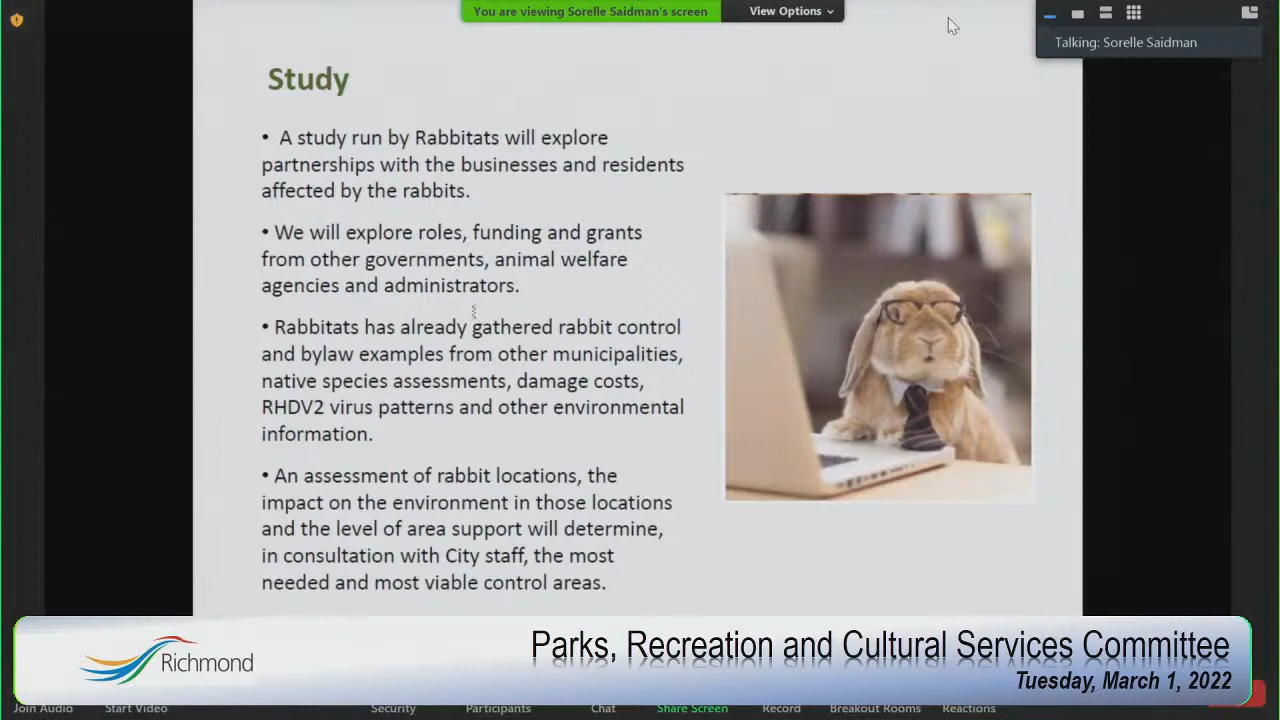 You are viewing Sorelle Saidman's screen
View Options
Talking: Sorelle Saidman
Study
• A study run by Rabbitats will explore
partnerships with the businesses and residents
affected by the rabbits.
• We will explore roles, funding and grants
from other governments, animal welfare
agencies and administrators.
• Rabbitats has already gathered rabbit control
and bylaw examples from other municipalities,
native species assessments, damage costs,
RHDV2 virus patterns and other environmental
information.
• An assessment of rabbit locations, the
impact on the environment in those locations
and the level of area support will determine,
in consultation with City staff, the most
needed and most viable control areas.
Richmond
Parks, Recreation and Cultural Services Committee
Tuesday, March 1, 2022
Join Audio
Start Video
Security
Participants
Chat
Share Screen
Record
Breakout Rooms
Reactions